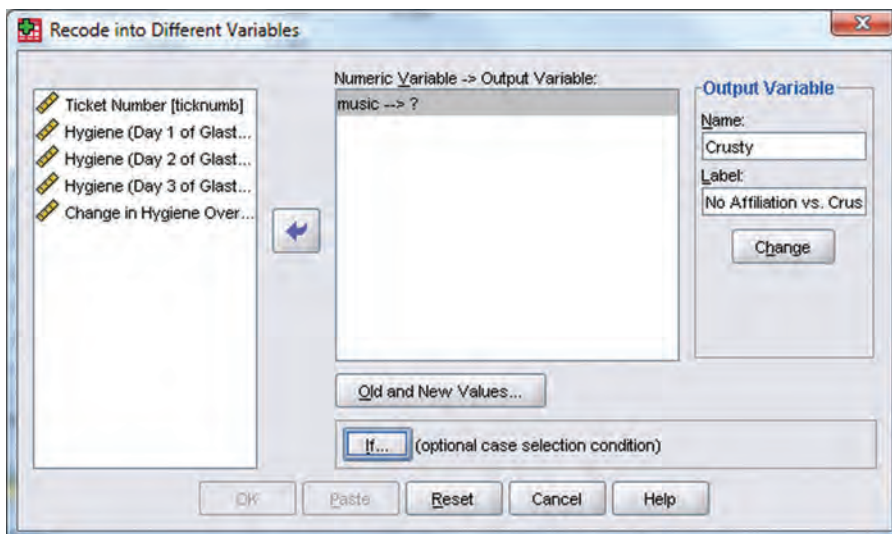 Recode into Different Variables
Ticket Number [ticknumb]
Hygiene (Day 1 of Glast...
Hygiene (Day 2 of Glast...
Hygiene (Day 3 of Glast...
Change in Hygiene Over...
Numeric Variable -> Output Variable:
music --> ?
Output Variable
Name:
Crusty
Label:
No Affiliation vs. Crus
Change
Old and New Values...
If... (optional case selection condition)
OK Paste Reset Cancel Help